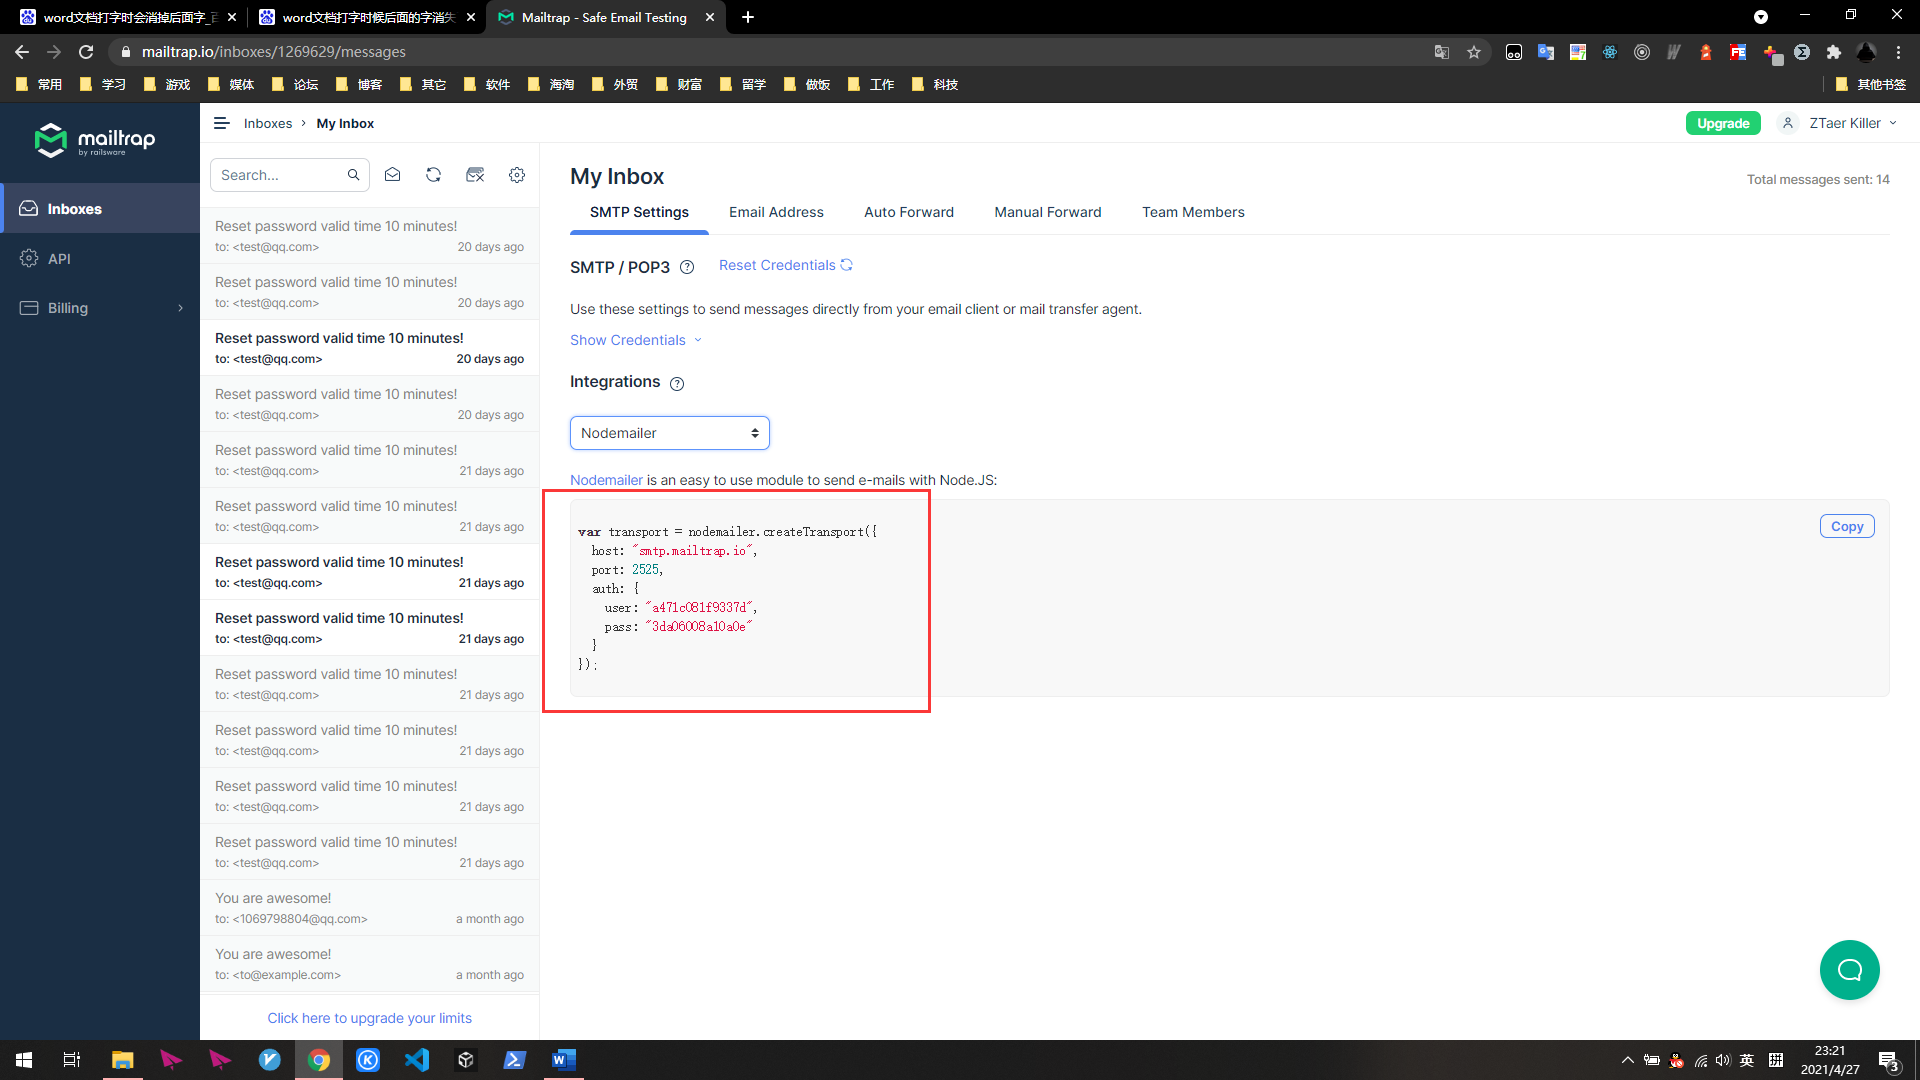 word文档打字时会消掉后面字_百
word文档打字时候后面的字消失
Mailtrap - Safe Email Testing
mailtrap.io/inboxes/1269629/messages
常用
学习
游戏
媒体
论坛
博客
其它
软件
海淘
外贸
财富
留学
做饭
工作
科技
其他书签
mailtrap
by railsware
Inboxes
API
Billing
Inboxes › My Inbox
Upgrade
ZTaer Killer
Search...
Reset password valid time 10 minutes!
to: <test@qq.com> 20 days ago
Reset password valid time 10 minutes!
to: <test@qq.com> 20 days ago
Reset password valid time 10 minutes!
to: <test@qq.com> 20 days ago
Reset password valid time 10 minutes!
to: <test@qq.com> 20 days ago
Reset password valid time 10 minutes!
to: <test@qq.com> 21 days ago
Reset password valid time 10 minutes!
to: <test@qq.com> 21 days ago
Reset password valid time 10 minutes!
to: <test@qq.com> 21 days ago
Reset password valid time 10 minutes!
to: <test@qq.com> 21 days ago
Reset password valid time 10 minutes!
to: <test@qq.com> 21 days ago
Reset password valid time 10 minutes!
to: <test@qq.com> 21 days ago
Reset password valid time 10 minutes!
to: <test@qq.com> 21 days ago
Reset password valid time 10 minutes!
to: <test@qq.com> 21 days ago
You are awesome!
to: <1069798804@qq.com> a month ago
You are awesome!
to: <to@example.com> a month ago
Click here to upgrade your limits
My Inbox
Total messages sent: 14
SMTP Settings
Email Address
Auto Forward
Manual Forward
Team Members
SMTP / POP3
Reset Credentials
Use these settings to send messages directly from your email client or mail transfer agent.
Show Credentials
Integrations
Nodemailer
Nodemailer is an easy to use module to send e-mails with Node.JS:
Copy
var transport = nodemailer.createTransport({
host: "smtp.mailtrap.io",
port: 2525,
auth: {
user: "a471c081f9337d",
pass: "3da06008a10a0e"
}
});
英
拼
23:21
2021/4/27
3